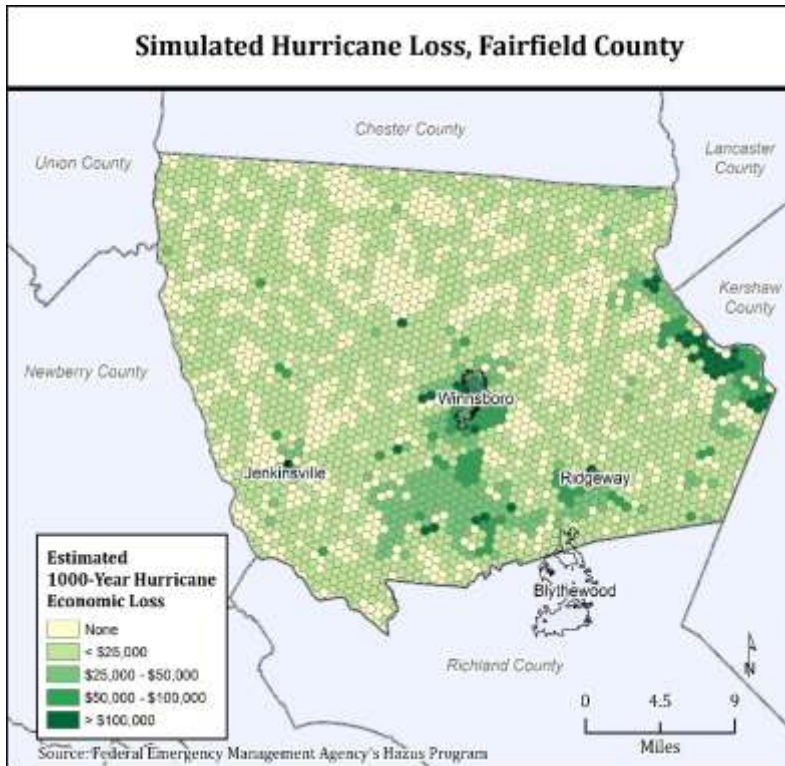 Simulated Hurricane Loss, Fairfield County
Chester County
Union County
Lancaster
County
Kershaw
County
Newberry County
Winnsboro
Jenkinsville
Ridgeway
Blythewood
Richland County
Estimated
1000-Year Hurricane
Economic Loss
None
< $25,000
$25,000 - $50,000
$50,000 - $100,000
> $100,000
N
0 4.5 9
Miles
Source: Federal Emergency Management Agency's Hazus Program